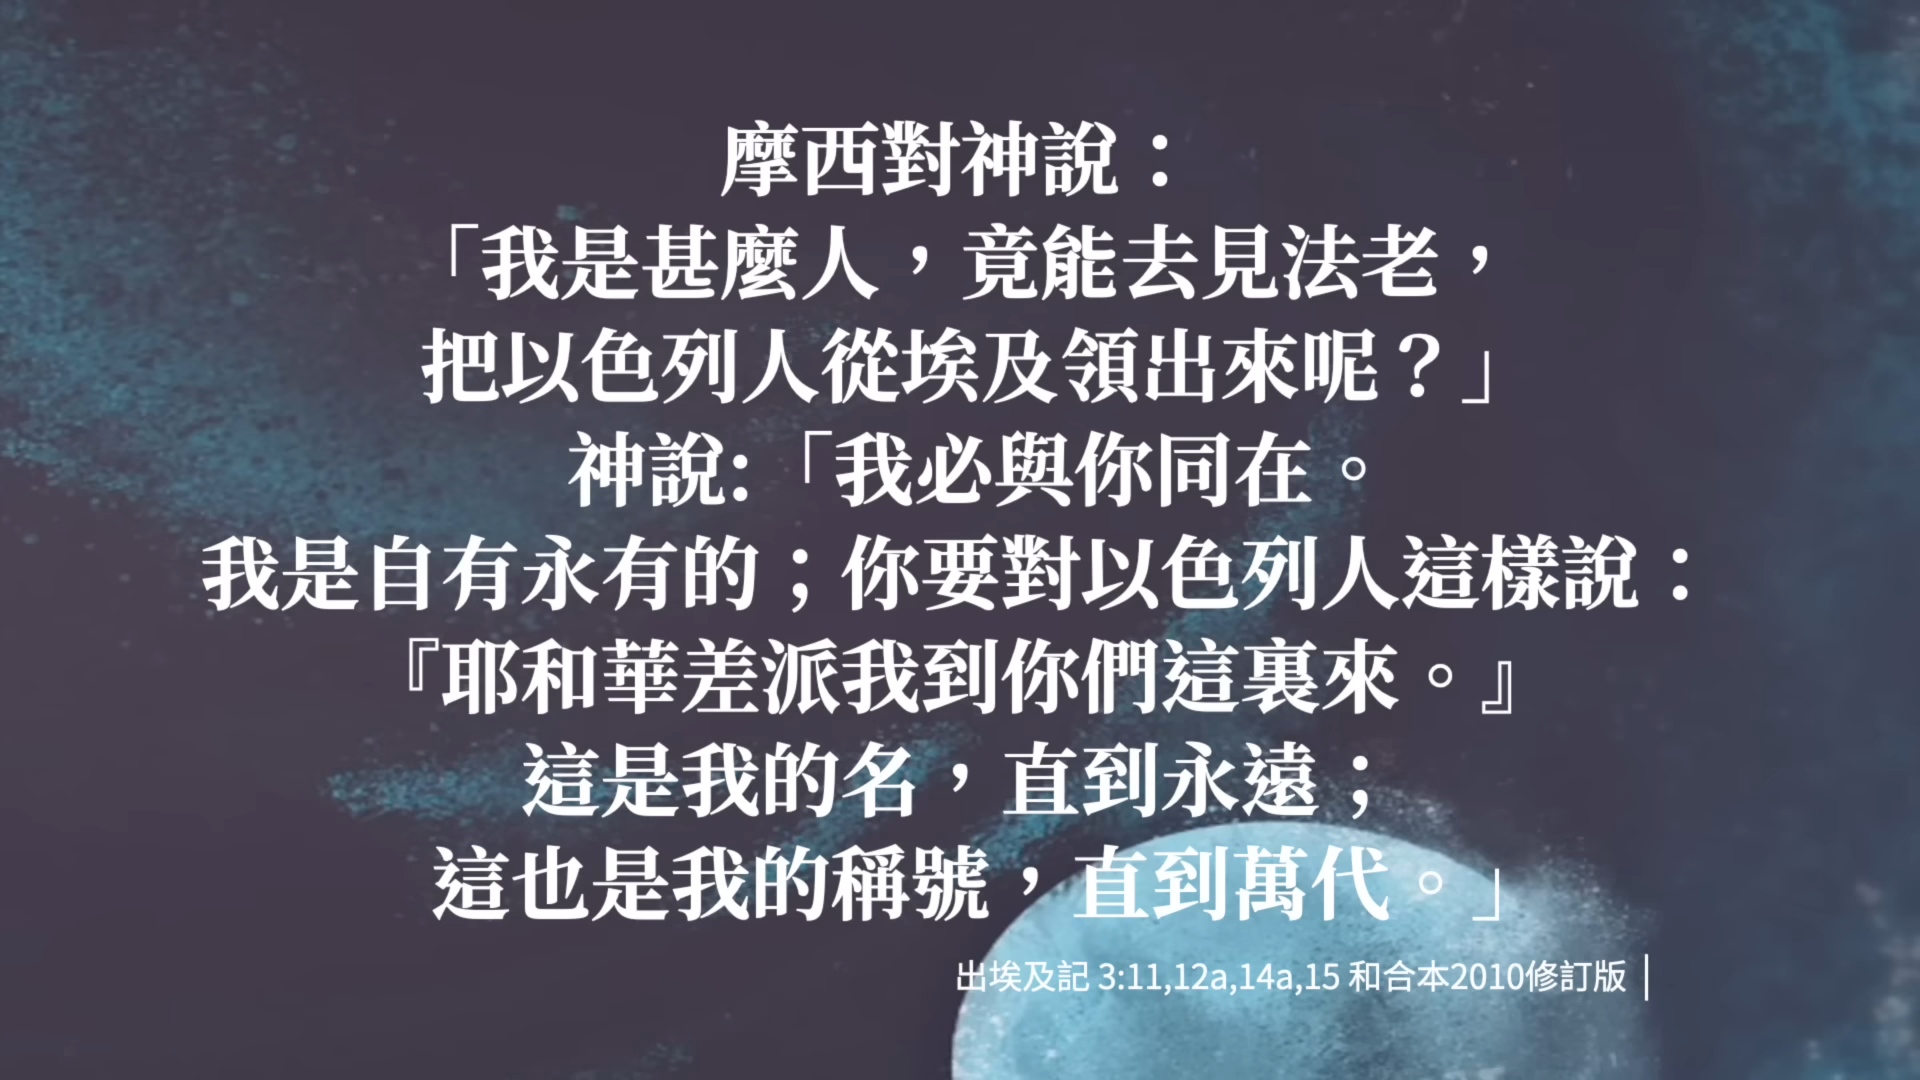 摩西對神說：
「我是甚麼人，竟能去見法老，
把以色列人從埃及領出來呢？」
神說:「我必與你同在。
我是自有永有的；你要對以色列人這樣說：
『耶和華差派我到你們這裏來。』
這是我的名，直到永遠；
這也是我的稱號，直到萬代。」
出埃及記 3:11,12a,14a,15 和合本2010修訂版